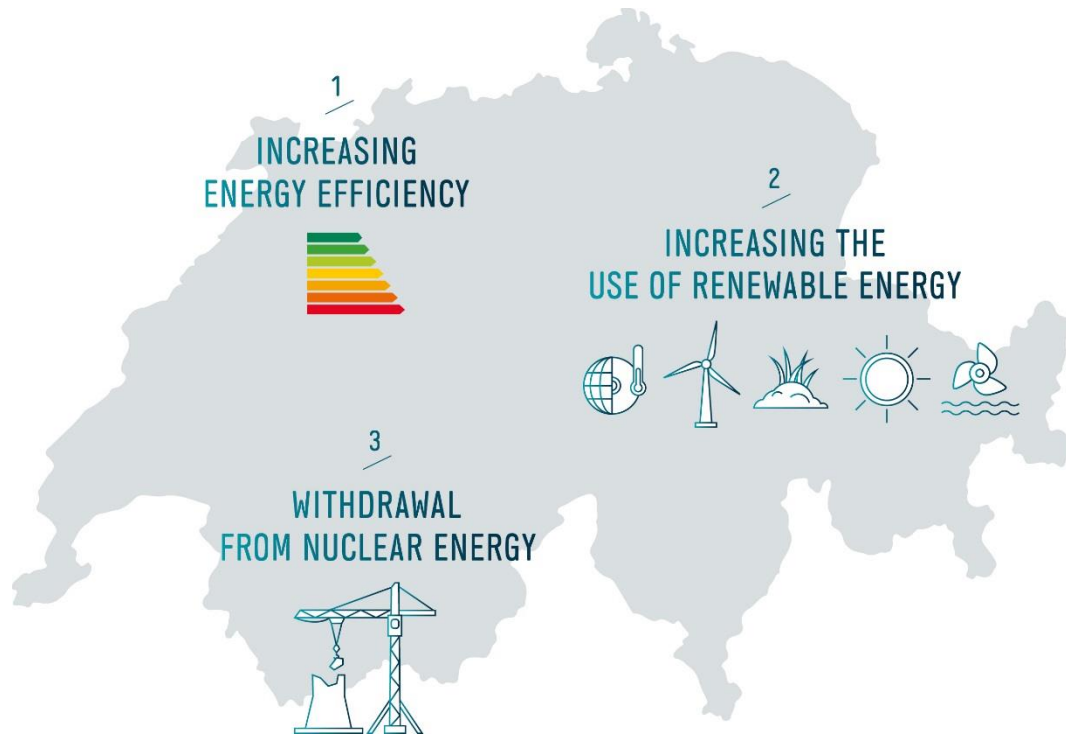 1
INCREASING
ENERGY EFFICIENCY
2
INCREASING THE
USE OF RENEWABLE ENERGY
3
WITHDRAWAL
FROM NUCLEAR ENERGY